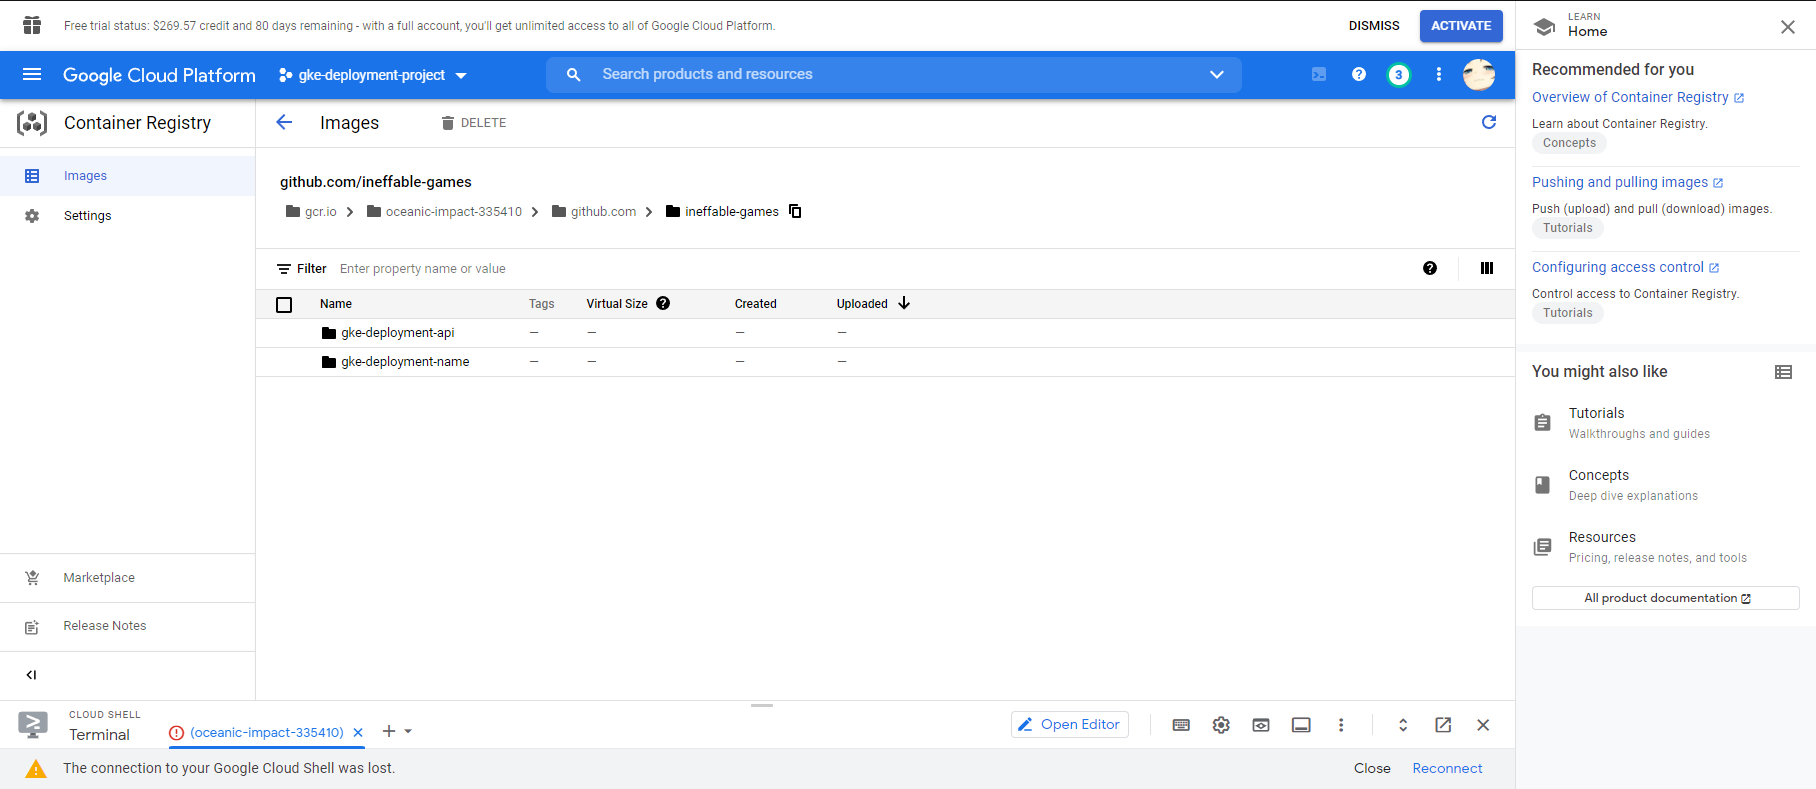 Free trial status: $269.57 credit and 80 days remaining - with a full account, you'll get unlimited access to all of Google Cloud Platform.
DISMISS
ACTIVATE
Google Cloud Platform
gke-deployment-project
Search products and resources
3
Container Registry
Images
Settings
Marketplace
Release Notes
Images
DELETE
github.com/ineffable-games
gcr.io
oceanic-impact-335410
github.com
ineffable-games
Filter Enter property name or value
Name Tags Virtual Size Created Uploaded
gke-deployment-api — — — —
gke-deployment-name — — — —
LEARN
Home
Recommended for you
Overview of Container Registry
Learn about Container Registry.
Concepts
Pushing and pulling images
Push (upload) and pull (download) images.
Tutorials
Configuring access control
Control access to Container Registry.
Tutorials
You might also like
Tutorials
Walkthroughs and guides
Concepts
Deep dive explanations
Resources
Pricing, release notes, and tools
All product documentation
CLOUD SHELL
Terminal
(oceanic-impact-335410)
Open Editor
The connection to your Google Cloud Shell was lost.
Close
Reconnect